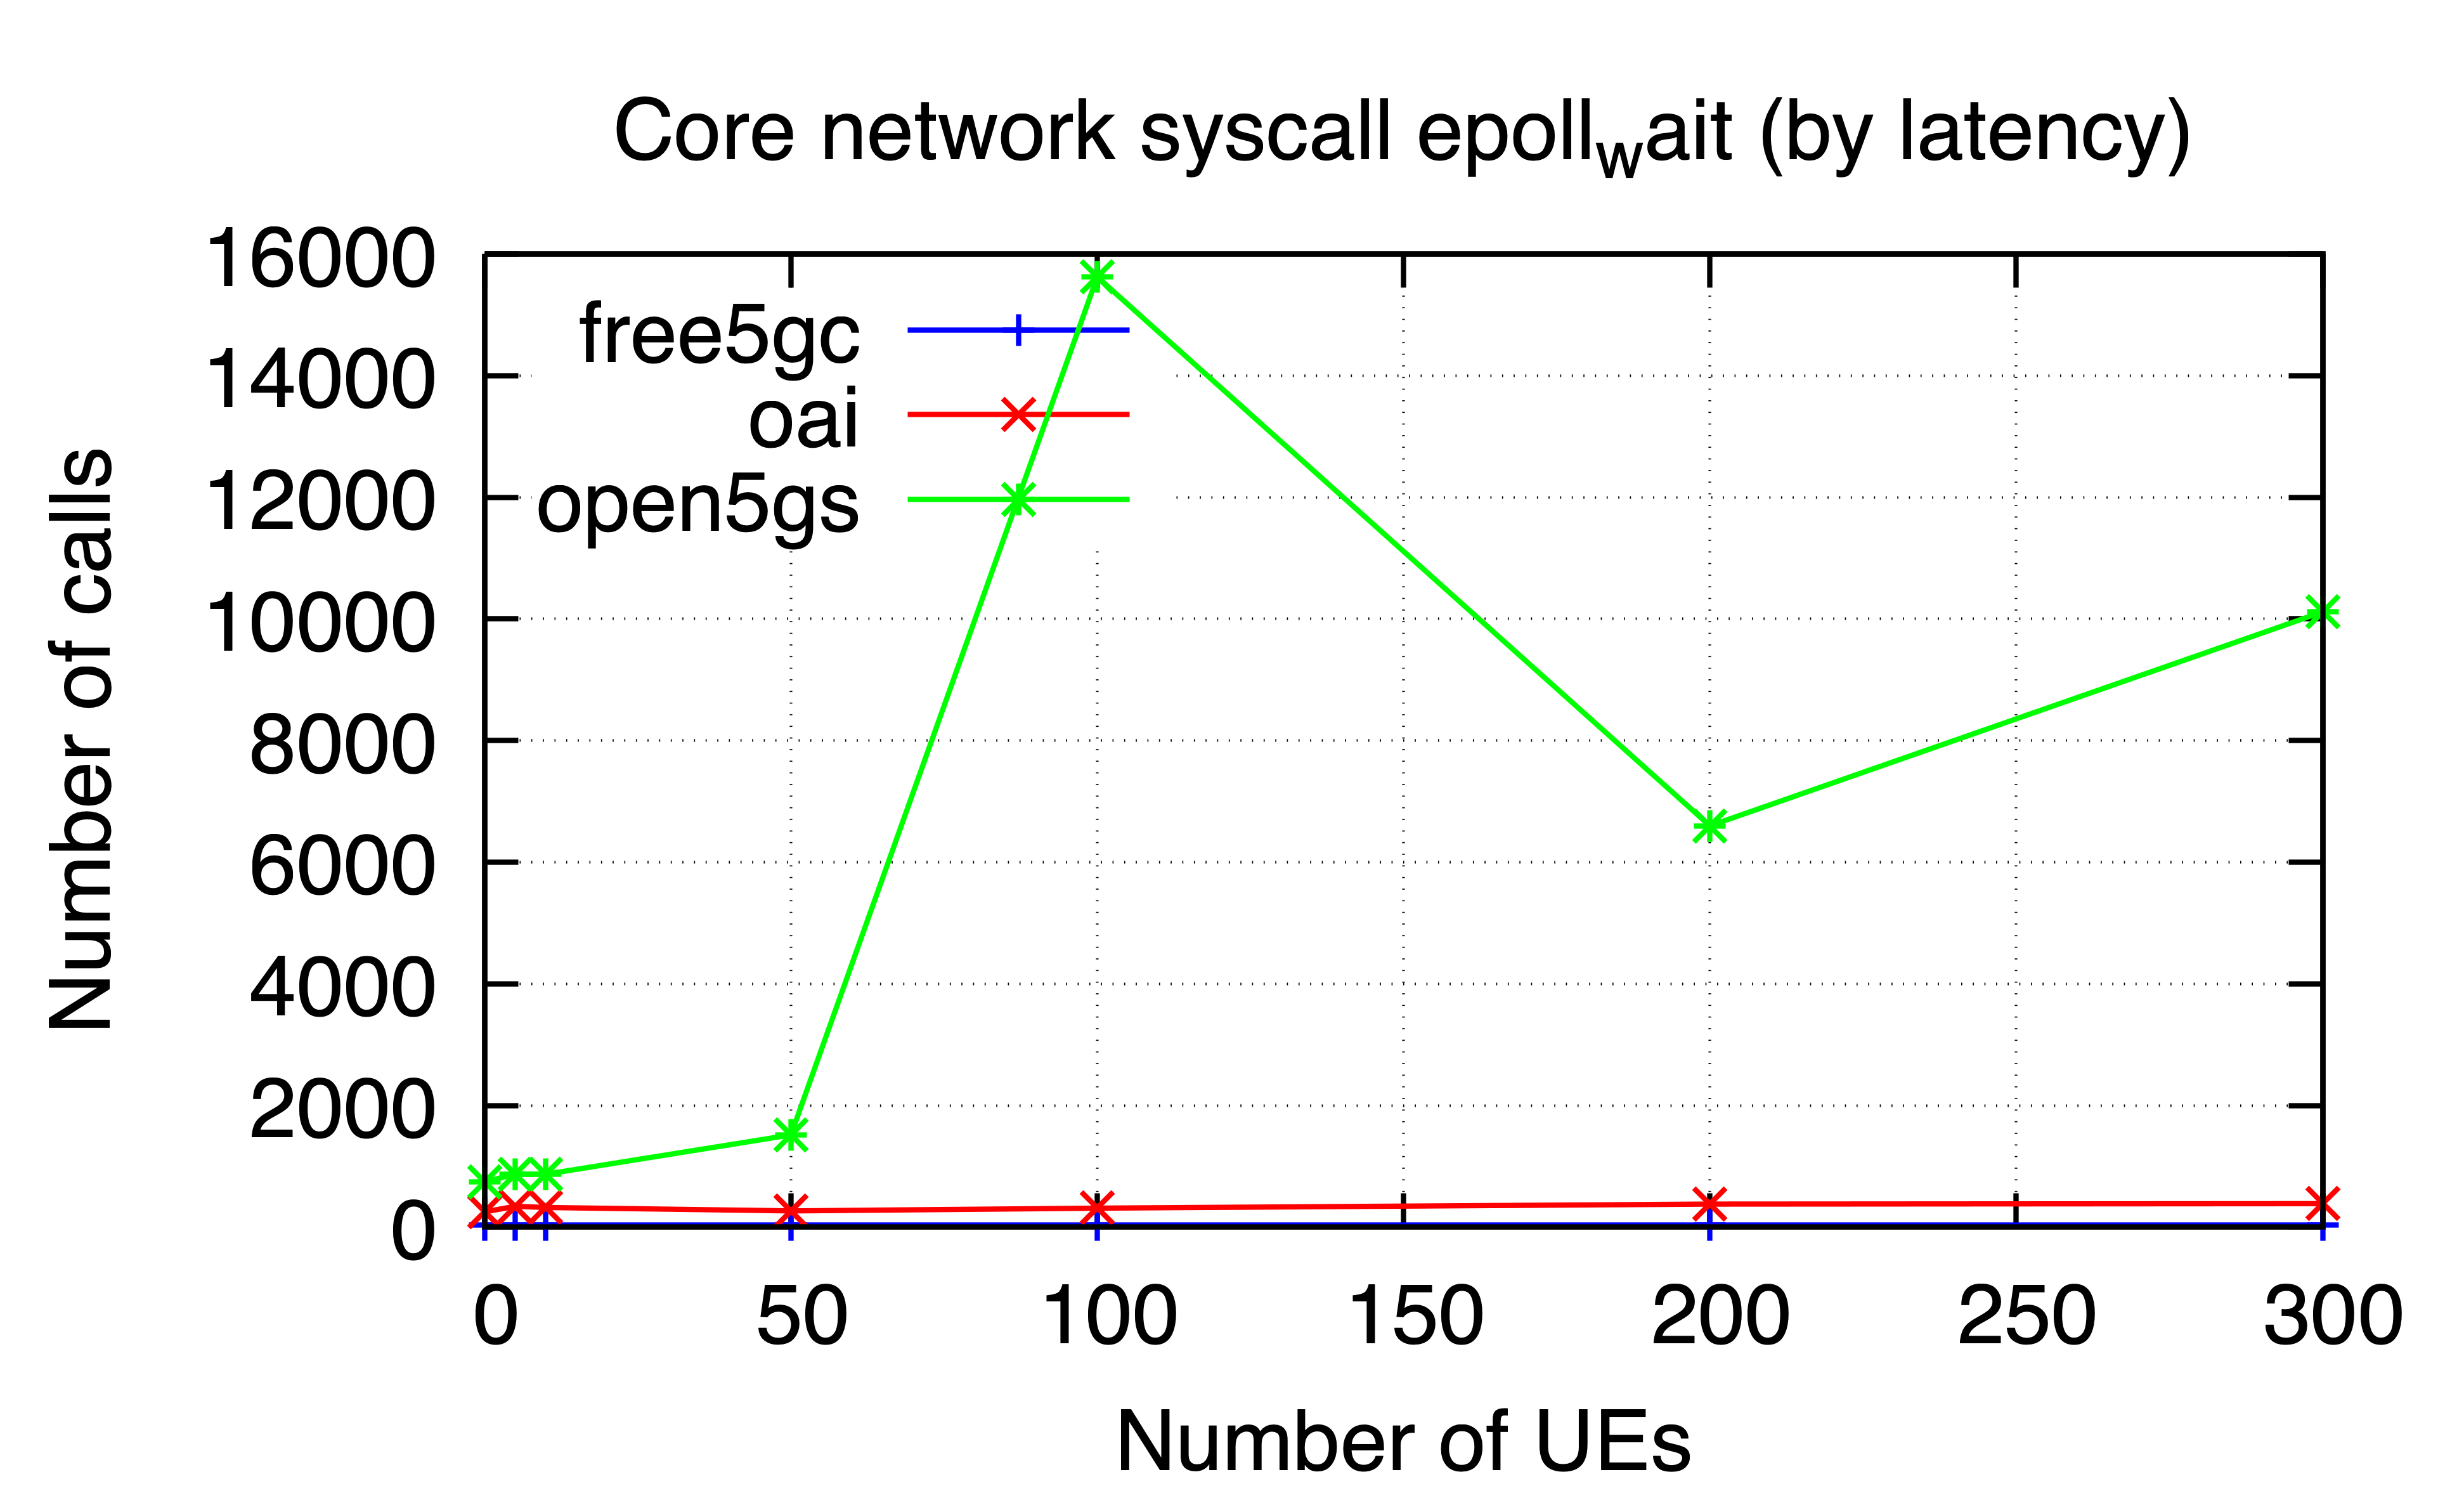 Core network syscall epollwait (by latency)
16000
14000
12000
10000
8000
6000
4000
2000
0
Number of calls
free5gc
oai
open5gs
0 50 100 150 200 250 300
Number of UEs